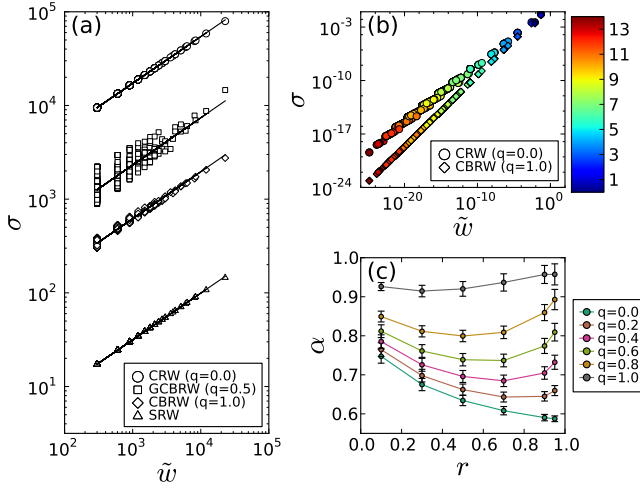 (a)
σ
10^5
10^4
10^3
10^2
10^1
10^2 10^3 10^4 10^5
w̃
CRW (q=0.0)
GCBRW (q=0.5)
CBRW (q=1.0)
SRW
(b)
σ
10^-3
10^-10
10^-17
10^-24
10^-20 10^-10 10^0
w̃
CRW (q=0.0)
CBRW (q=1.0)
13
11
9
7
5
3
1
(c)
α
1.0
0.9
0.8
0.7
0.6
0.0 0.2 0.4 0.6 0.8 1.0
r
q=0.0
q=0.2
q=0.4
q=0.6
q=0.8
q=1.0